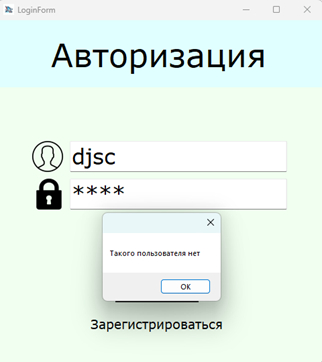 LoginForm
Авторизация
djsc
****
Такого пользователя нет
OK
Зарегистрироваться